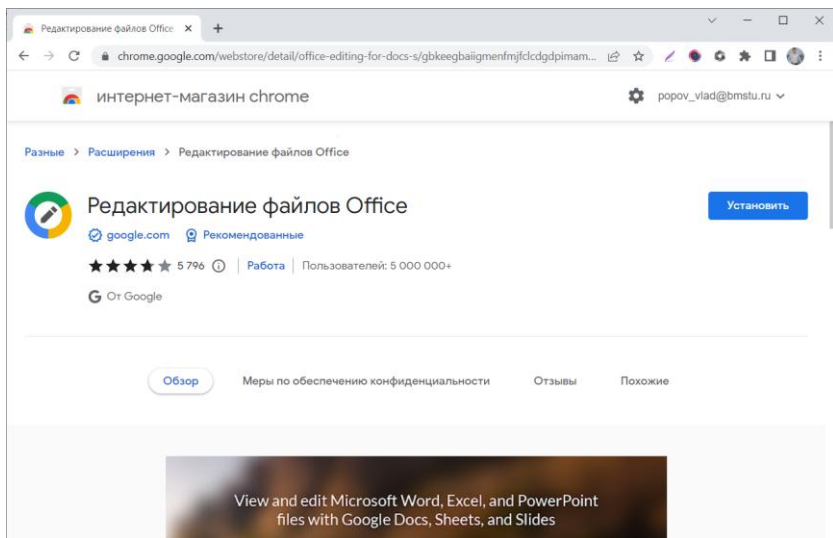 Редактирование файлов Office
chrome.google.com/webstore/detail/office-editing-for-docs-s/gbkeegbaiigmenfmjfclcdgdpimam...
интернет-магазин chrome
popov_vlad@bmstu.ru
Разные > Расширения > Редактирование файлов Office
Редактирование файлов Office
Установить
google.com Рекомендованные
5 796 Работа Пользователей: 5 000 000+
От Google
Обзор Меры по обеспечению конфиденциальности Отзывы Похожие
View and edit Microsoft Word, Excel, and PowerPoint
files with Google Docs, Sheets, and Slides